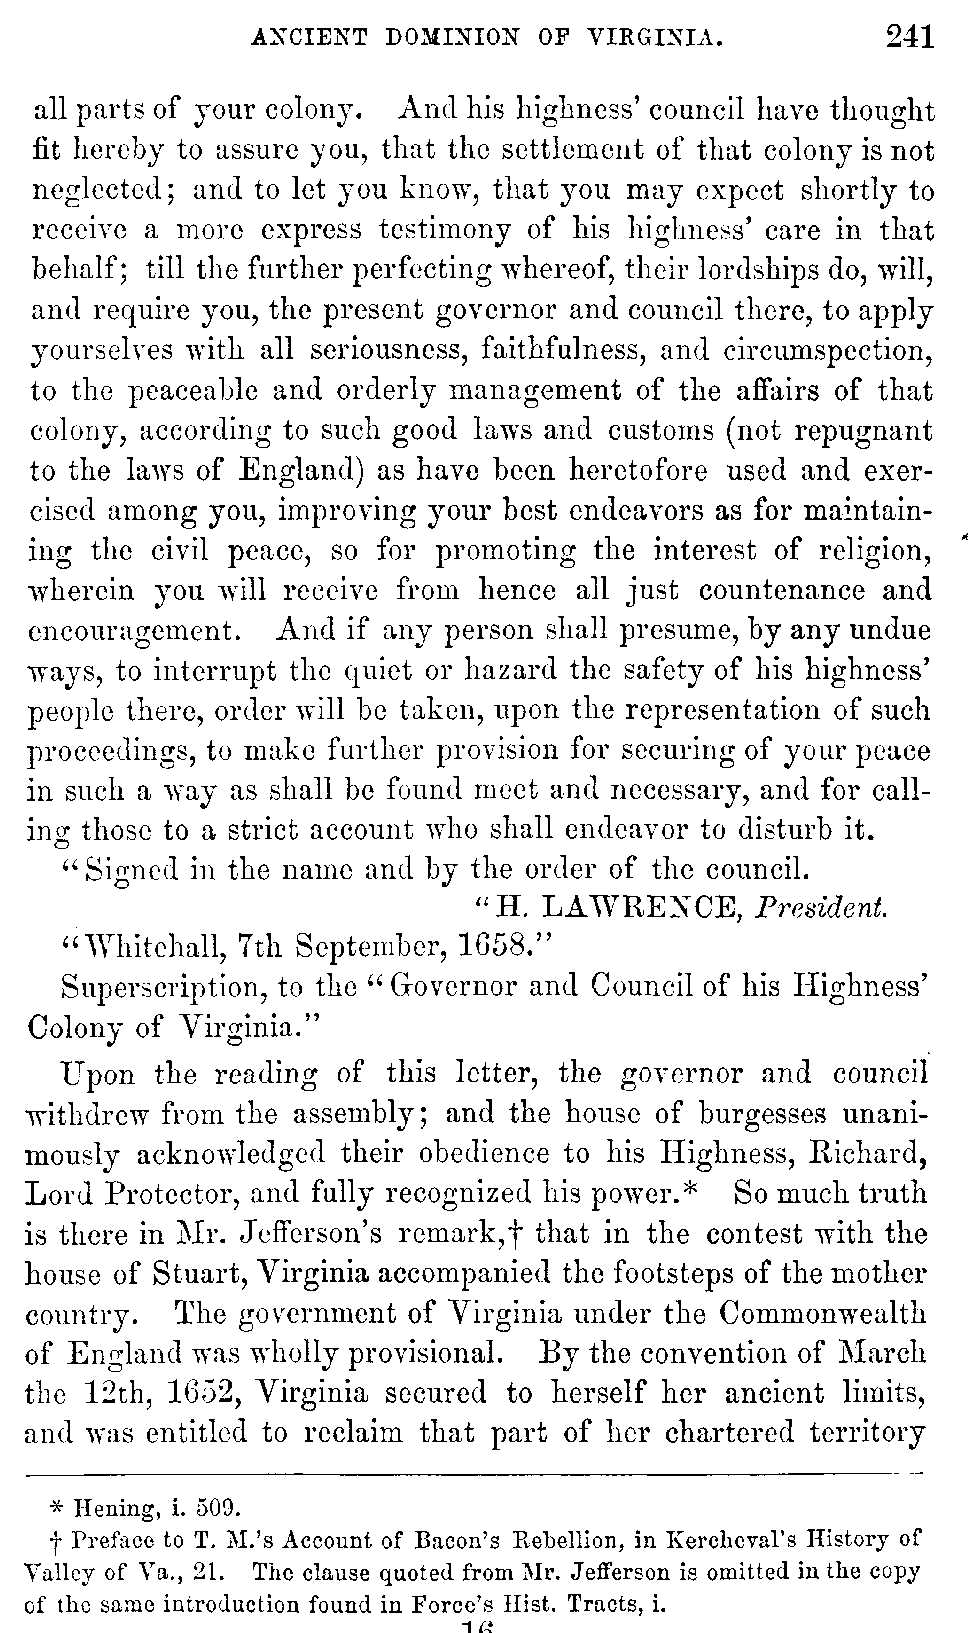 ANCIENT DOMINION OF VIRGINIA. 241
all parts of your colony. And his highness' council have thought
fit hereby to assure you, that the settlement of that colony is not
neglected; and to let you know, that you may expect shortly to
receive a more express testimony of his highness' care in that
behalf; till the further perfecting whereof, their lordships do, will,
and require you, the present governor and council there, to apply
yourselves with all seriousness, faithfulness, and circumspection,
to the peaceable and orderly management of the affairs of that
colony, according to such good laws and customs (not repugnant
to the laws of England) as have been heretofore used and exer-
cised among you, improving your best endeavors as for maintain-
ing the civil peace, so for promoting the interest of religion,
wherein you will receive from hence all just countenance and
encouragement. And if any person shall presume, by any undue
ways, to interrupt the quiet or hazard the safety of his highness'
people there, order will be taken, upon the representation of such
proceedings, to make further provision for securing of your peace
in such a way as shall be found meet and necessary, and for call-
ing those to a strict account who shall endeavor to disturb it.
"Signed in the name and by the order of the council.
"H. LAWRENCE, President.
"Whitehall, 7th September, 1658."
Superscription, to the "Governor and Council of his Highness'
Colony of Virginia."
Upon the reading of this letter, the governor and council
withdrew from the assembly; and the house of burgesses unani-
mously acknowledged their obedience to his Highness, Richard,
Lord Protector, and fully recognized his power.* So much truth
is there in Mr. Jefferson's remark,† that in the contest with the
house of Stuart, Virginia accompanied the footsteps of the mother
country. The government of Virginia under the Commonwealth
of England was wholly provisional. By the convention of March
the 12th, 1652, Virginia secured to herself her ancient limits,
and was entitled to reclaim that part of her chartered territory
* Hening, i. 509.
† Preface to T. M.'s Account of Bacon's Rebellion, in Kercheval's History of
Valley of Va., 21. The clause quoted from Mr. Jefferson is omitted in the copy
of the same introduction found in Force's Hist. Tracts, i.
16